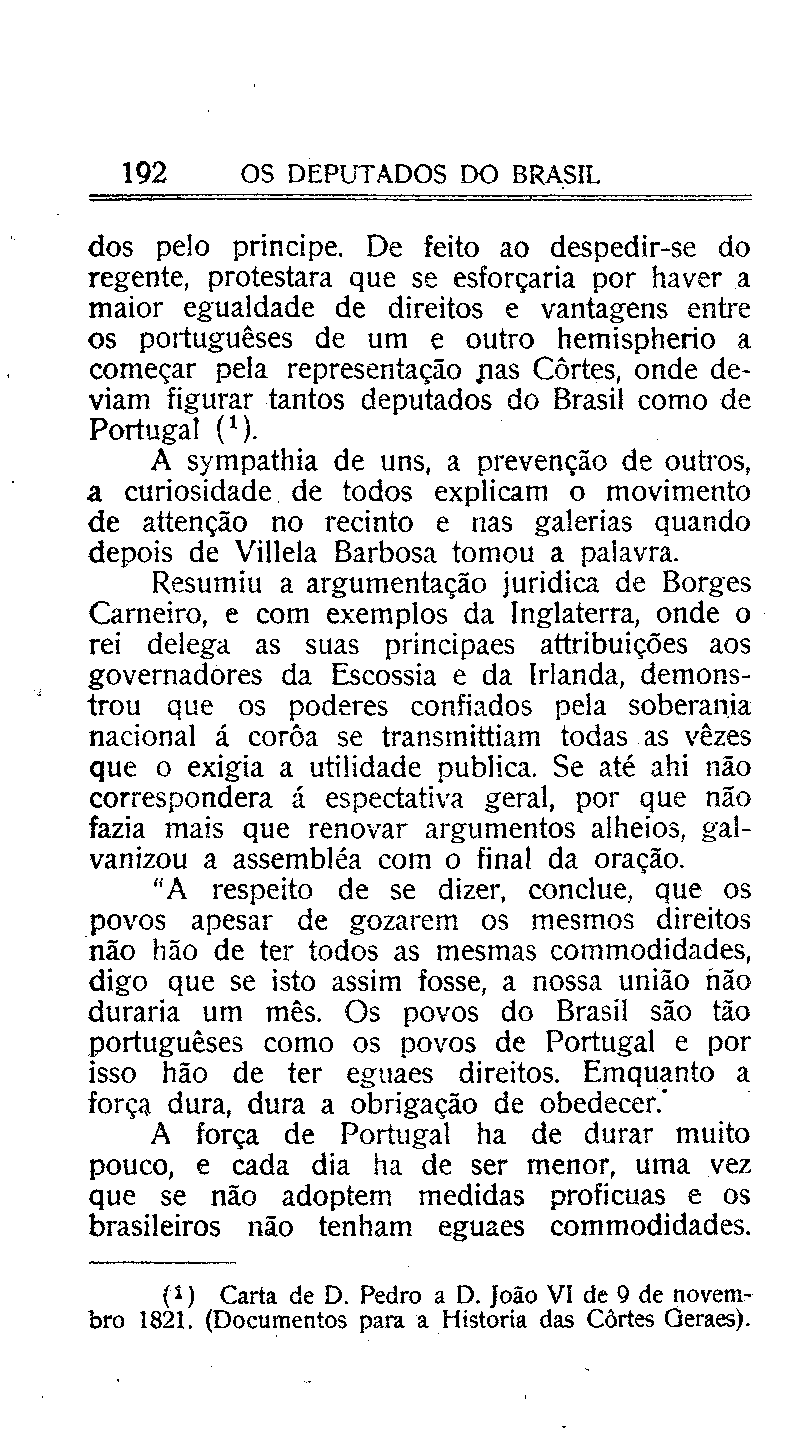 192 OS DEPUTADOS DO BRASIL
dos pelo principe. De feito ao despedir-se do
regente, protestara que se esforçaria por haver a
maior egualdade de direitos e vantagens entre
os portuguêses de um e outro hemispherio a
começar pela representação nas Côrtes, onde de-
viam figurar tantos deputados do Brasil como de
Portugal (¹).
A sympathia de uns, a prevenção de outros,
a curiosidade de todos explicam o movimento
de attenção no recinto e nas galerias quando
depois de Villela Barbosa tomou a palavra.
Resumiu a argumentação juridica de Borges
Carneiro, e com exemplos da Inglaterra, onde o
rei delega as suas principaes attribuições aos
governadores da Escossia e da Irlanda, demons-
trou que os poderes confiados pela soberania
nacional á corôa se transmittiam todas as vêzes
que o exigia a utilidade publica. Se até ahi não
correspondera á espectativa geral, por que não
fazia mais que renovar argumentos alheios, gal-
vanizou a assembléa com o final da oração.
"A respeito de se dizer, conclue, que os
povos apesar de gozarem os mesmos direitos
não hão de ter todos as mesmas commodidades,
digo que se isto assim fosse, a nossa união não
duraria um mês. Os povos do Brasil são tão
portuguêses como os povos de Portugal e por
isso hão de ter eguaes direitos. Emquanto a
força dura, dura a obrigação de obedecer.
A força de Portugal ha de durar muito
pouco, e cada dia ha de ser menor, uma vez
que se não adoptem medidas proficuas e os
brasileiros não tenham eguaes commodidades.
(¹) Carta de D. Pedro a D. João VI de 9 de novem-
bro 1821. (Documentos para a Historia das Côrtes Geraes).